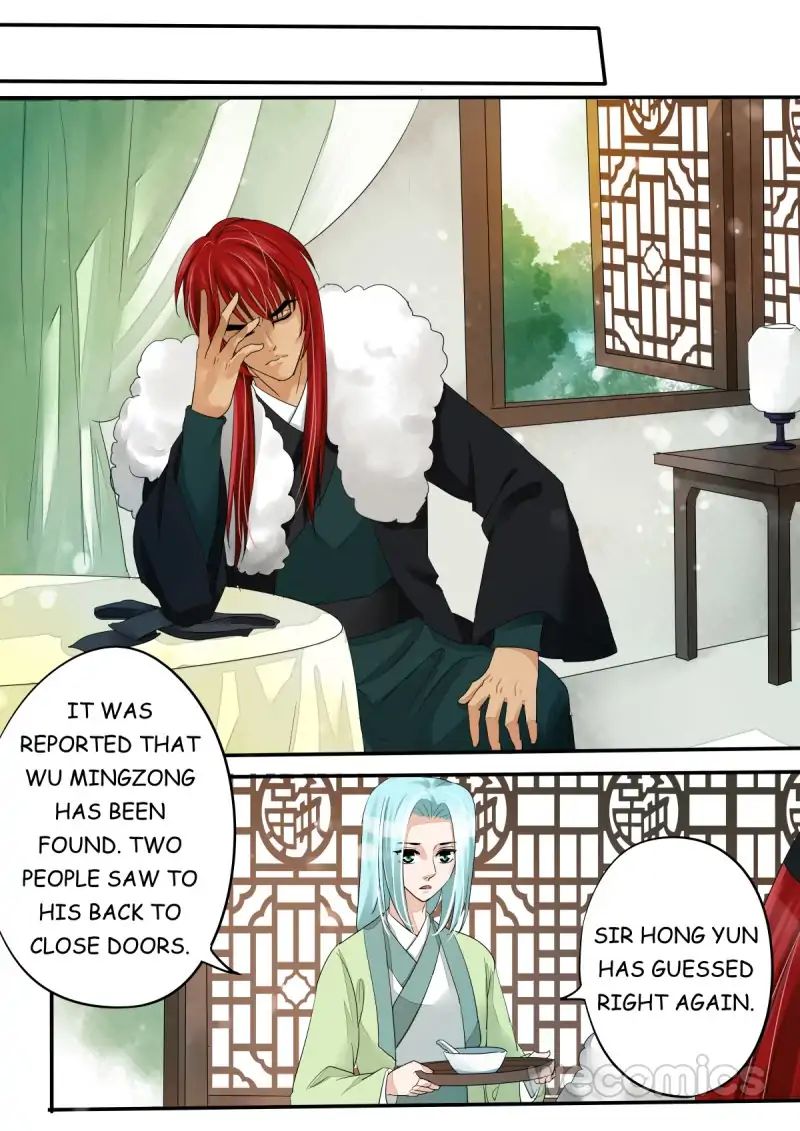 IT WAS
REPORTED THAT
WU MINGZONG
HAS BEEN
FOUND. TWO
PEOPLE SAW TO
HIS BACK TO
CLOSE DOORS.
SIR HONG YUN
HAS GUESSED
RIGHT AGAIN.
wecomics